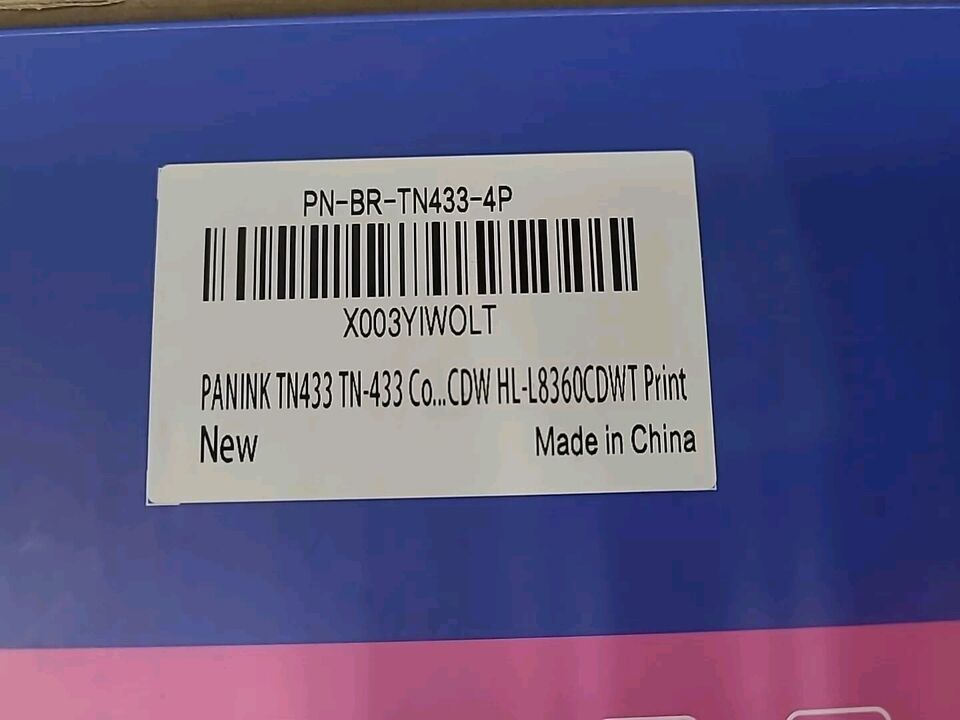 PN-BR-TN433-4P
X003YIWOLT
PANINK TN433 TN-433 Co...CDW HL-L8360CDWT Print
New
Made in China